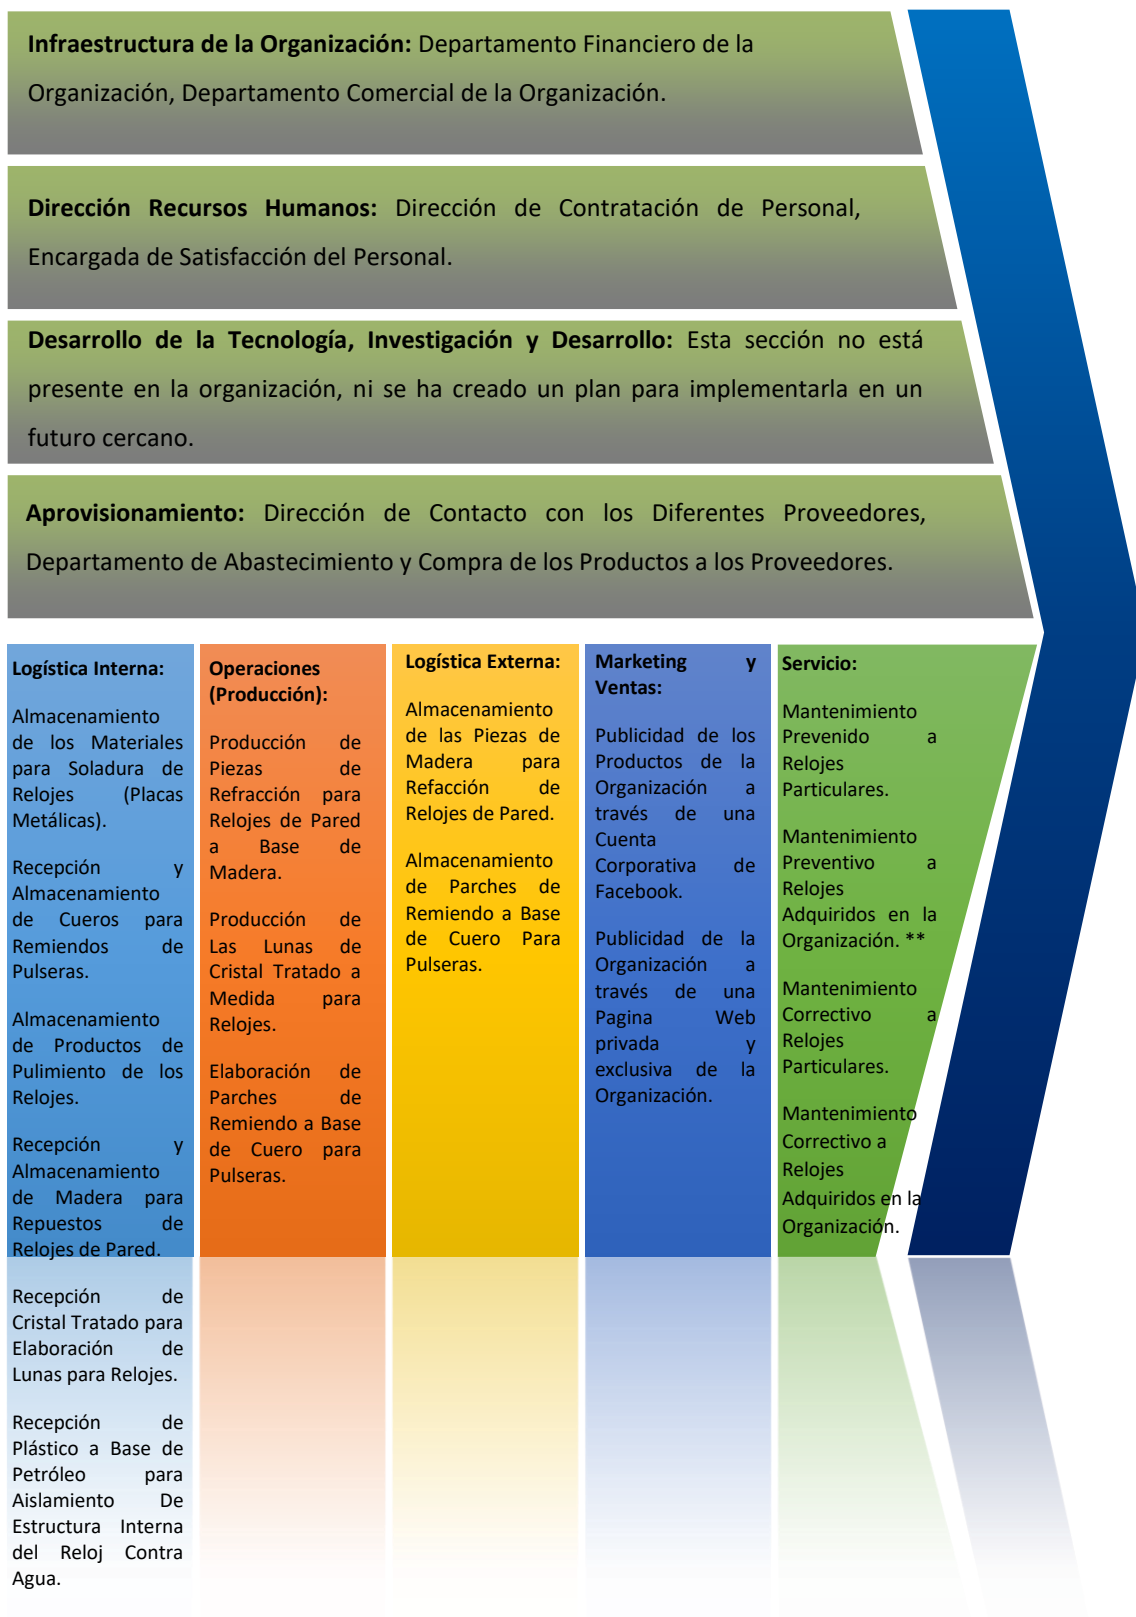 Infraestructura de la Organización: Departamento Financiero de la
Organización, Departamento Comercial de la Organización.
Dirección Recursos Humanos: Dirección de Contratación de Personal,
Encargada de Satisfacción del Personal.
Desarrollo de la Tecnología, Investigación y Desarrollo: Esta sección no está
presente en la organización, ni se ha creado un plan para implementarla en un
futuro cercano.
Aprovisionamiento: Dirección de Contacto con los Diferentes Proveedores,
Departamento de Abastecimiento y Compra de los Productos a los Proveedores.
Logística Interna:
Almacenamiento
de los Materiales
para Soladura de
Relojes (Placas
Metálicas).
Recepción y
Almacenamiento
de Cueros para
Remiendos de
Pulseras.
Almacenamiento
de Productos de
Pulimiento de los
Relojes.
Recepción y
Almacenamiento
de Madera para
Repuestos de
Relojes de Pared.
Recepción de
Cristal Tratado para
Elaboración de
Lunas para Relojes.
Recepción de
Plástico a Base de
Petróleo para
Aislamiento De
Estructura Interna
del Reloj Contra
Agua.
Operaciones
(Producción):
Producción de
Piezas de
Refracción para
Relojes de Pared
a Base de
Madera.
Producción de
Las Lunas de
Cristal Tratado a
Medida para
Relojes.
Elaboración de
Parches de
Remiendo a Base
de Cuero para
Pulseras.
Logística Externa:
Almacenamiento
de las Piezas de
Madera para
Refacción de
Relojes de Pared.
Almacenamiento
de Parches de
Remiendo a Base
de Cuero Para
Pulseras.
Marketing y
Ventas:
Publicidad de los
Productos de la
Organización a
través de una
Cuenta
Corporativa de
Facebook.
Publicidad de la
Organización a
través de una
Pagina Web
privada y
exclusiva de la
Organización.
Servicio:
Mantenimiento
Prevenido a
Relojes
Particulares.
Mantenimiento
Preventivo a
Relojes
Adquiridos en la
Organización. **
Mantenimiento
Correctivo a
Relojes
Particulares.
Mantenimiento
Correctivo a
Relojes
Adquiridos en la
Organización.